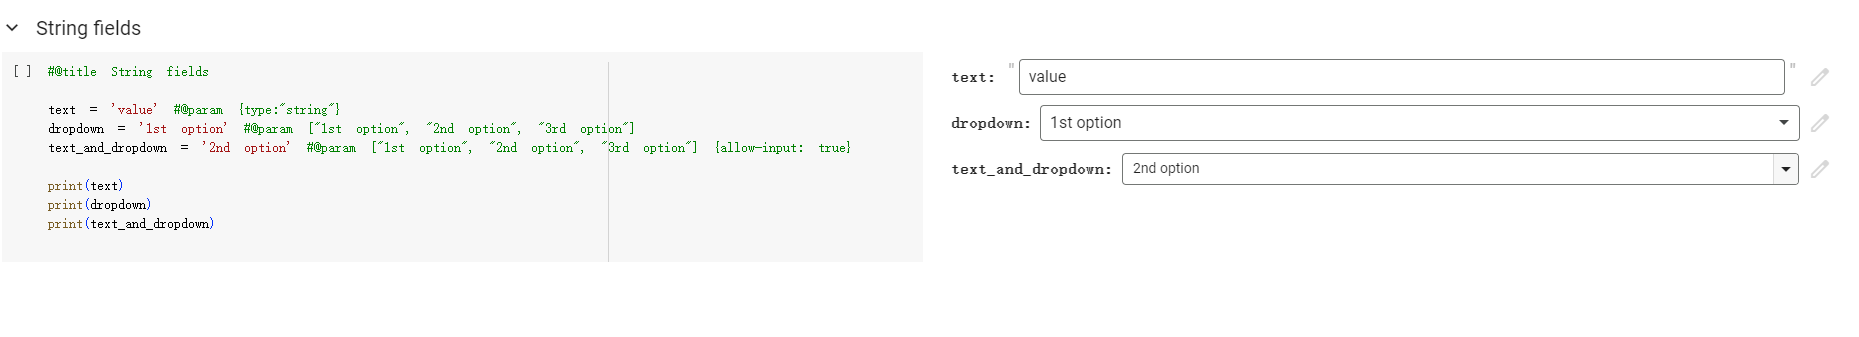 String fields
[ ] #@title String fields
text = 'value' #@param {type:"string"}
dropdown = '1st option' #@param ["1st option", "2nd option", "3rd option"]
text_and_dropdown = '2nd option' #@param ["1st option", "2nd option", "3rd option"] {allow-input: true}
print(text)
print(dropdown)
print(text_and_dropdown)
text: " value "
dropdown: 1st option
text_and_dropdown: 2nd option